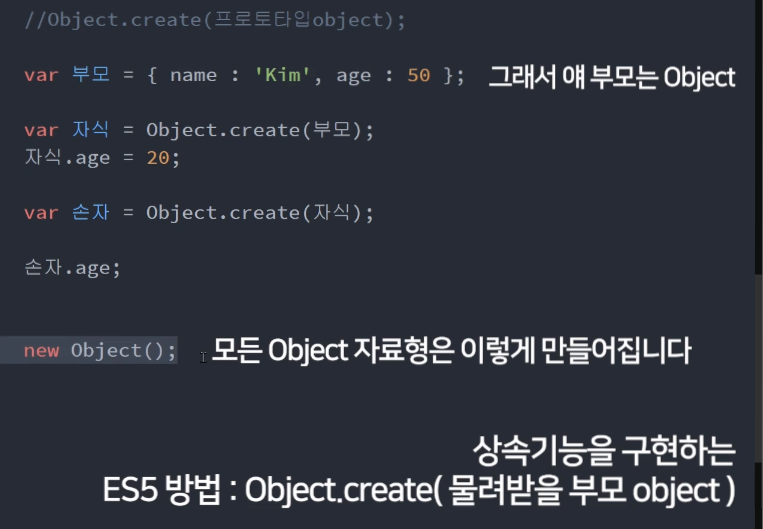 //Object.create(프로토타입object);
var 부모 = { name : 'Kim', age : 50 }; 그래서 얘 부모는 Object
var 자식 = Object.create(부모);
자식.age = 20;
var 손자 = Object.create(자식);
손자.age;
new Object(); 모든 Object 자료형은 이렇게 만들어집니다
상속기능을 구현하는
ES5 방법 : Object.create( 물려받을 부모 object )